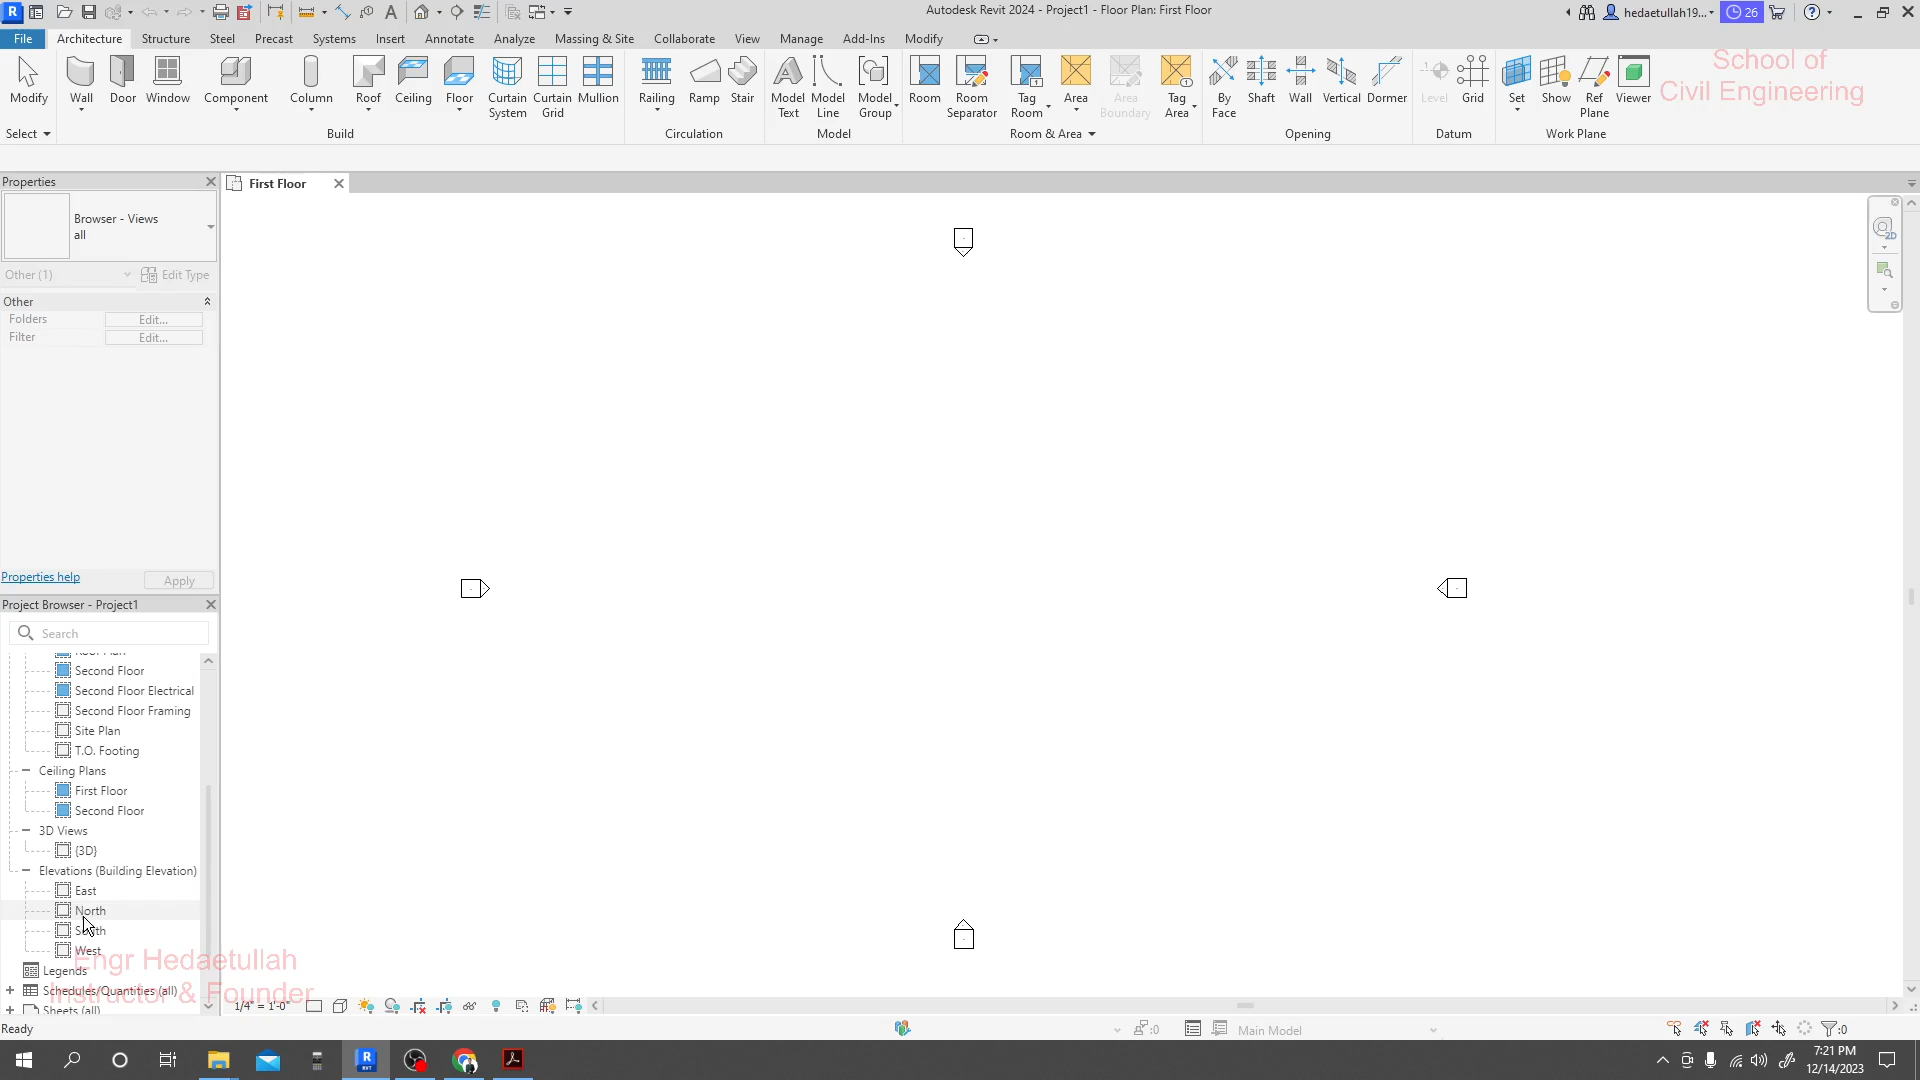 Autodesk Revit 2024 - Project1 - Floor Plan: First Floor
hedaetullah19...
26
File
Architecture
Structure
Steel
Precast
Systems
Insert
Annotate
Analyze
Massing & Site
Collaborate
View
Manage
Add-Ins
Modify
School of
Civil Engineering
Modify
Wall
Door
Window
Component
Column
Roof
Ceiling
Floor
Curtain System
Curtain Grid
Mullion
Railing
Ramp
Stair
Model Text
Model Line
Model Group
Room
Room Separator
Tag Room
Area
Area Boundary
Tag Area
By Face
Shaft
Wall
Vertical
Dormer
Level
Grid
Set
Show
Ref Plane
Viewer
Select
Build
Circulation
Model
Room & Area
Opening
Datum
Work Plane
Properties
First Floor
Browser - Views
all
Other (1)
Edit Type
Other
Folders
Edit...
Filter
Edit...
Properties help
Apply
Project Browser - Project1
Search
Roof Plan
Second Floor
Second Floor Electrical
Second Floor Framing
Site Plan
T.O. Footing
Ceiling Plans
First Floor
Second Floor
3D Views
{3D}
Elevations (Building Elevation)
East
North
South
West
Legends
Schedules/Quantities (all)
Sheets (all)
Engr Hedaetullah
Instructor & Founder
1/4" = 1'-0"
Ready
:0
Main Model
:0
7:21 PM
12/14/2023